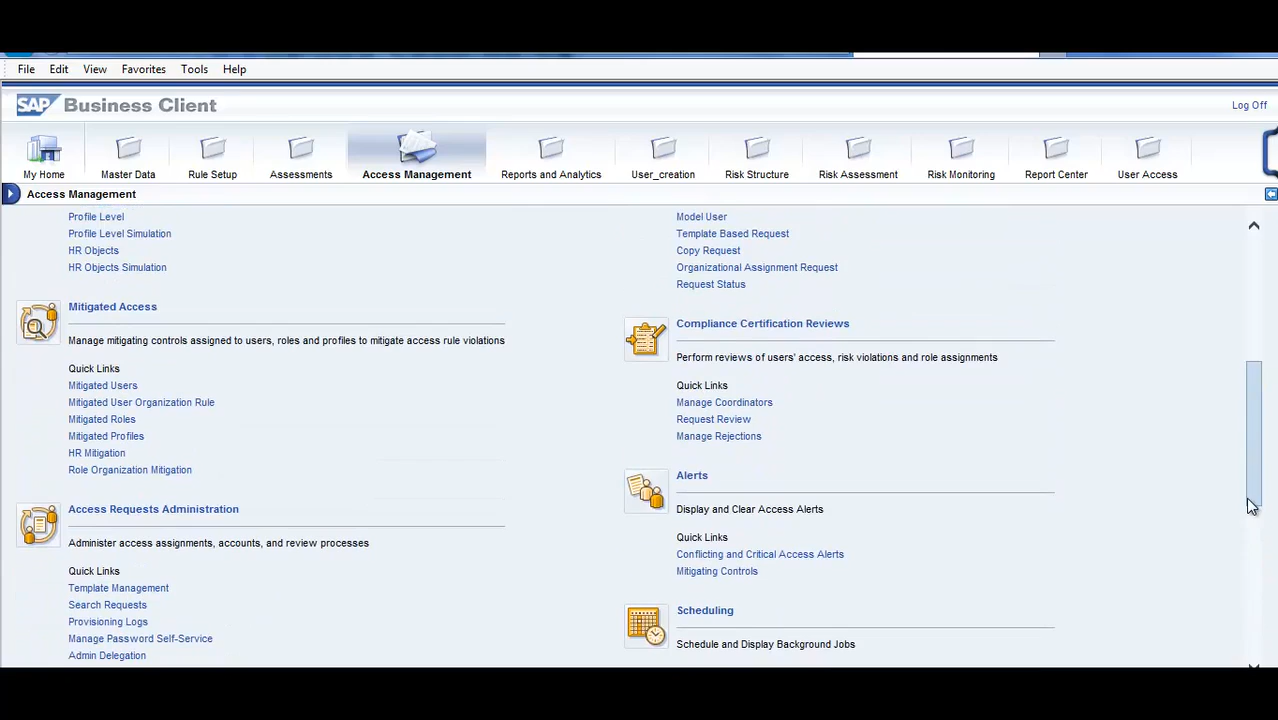 File Edit View Favorites Tools Help
SAP Business Client
Log Off
My Home Master Data Rule Setup Assessments Access Management Reports and Analytics User_creation Risk Structure Risk Assessment Risk Monitoring Report Center User Access
Access Management
Profile Level
Profile Level Simulation
HR Objects
HR Objects Simulation
Mitigated Access
Manage mitigating controls assigned to users, roles and profiles to mitigate access rule violations
Quick Links
Mitigated Users
Mitigated User Organization Rule
Mitigated Roles
Mitigated Profiles
HR Mitigation
Role Organization Mitigation
Access Requests Administration
Administer access assignments, accounts, and review processes
Quick Links
Template Management
Search Requests
Provisioning Logs
Manage Password Self-Service
Admin Delegation
Model User
Template Based Request
Copy Request
Organizational Assignment Request
Request Status
Compliance Certification Reviews
Perform reviews of users' access, risk violations and role assignments
Quick Links
Manage Coordinators
Request Review
Manage Rejections
Alerts
Display and Clear Access Alerts
Quick Links
Conflicting and Critical Access Alerts
Mitigating Controls
Scheduling
Schedule and Display Background Jobs